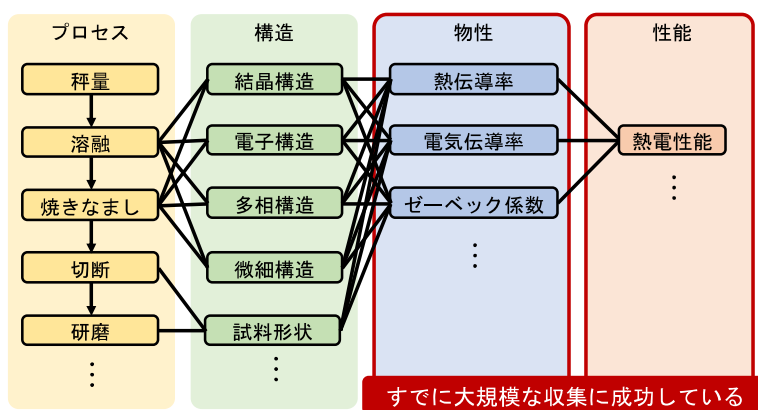 プロセス
秤量
溶融
焼きなまし
切断
研磨
⋮
構造
結晶構造
電子構造
多相構造
微細構造
試料形状
⋮
物性
熱伝導率
電気伝導率
ゼーベック係数
⋮
性能
熱電性能
⋮
すでに大規模な収集に成功している